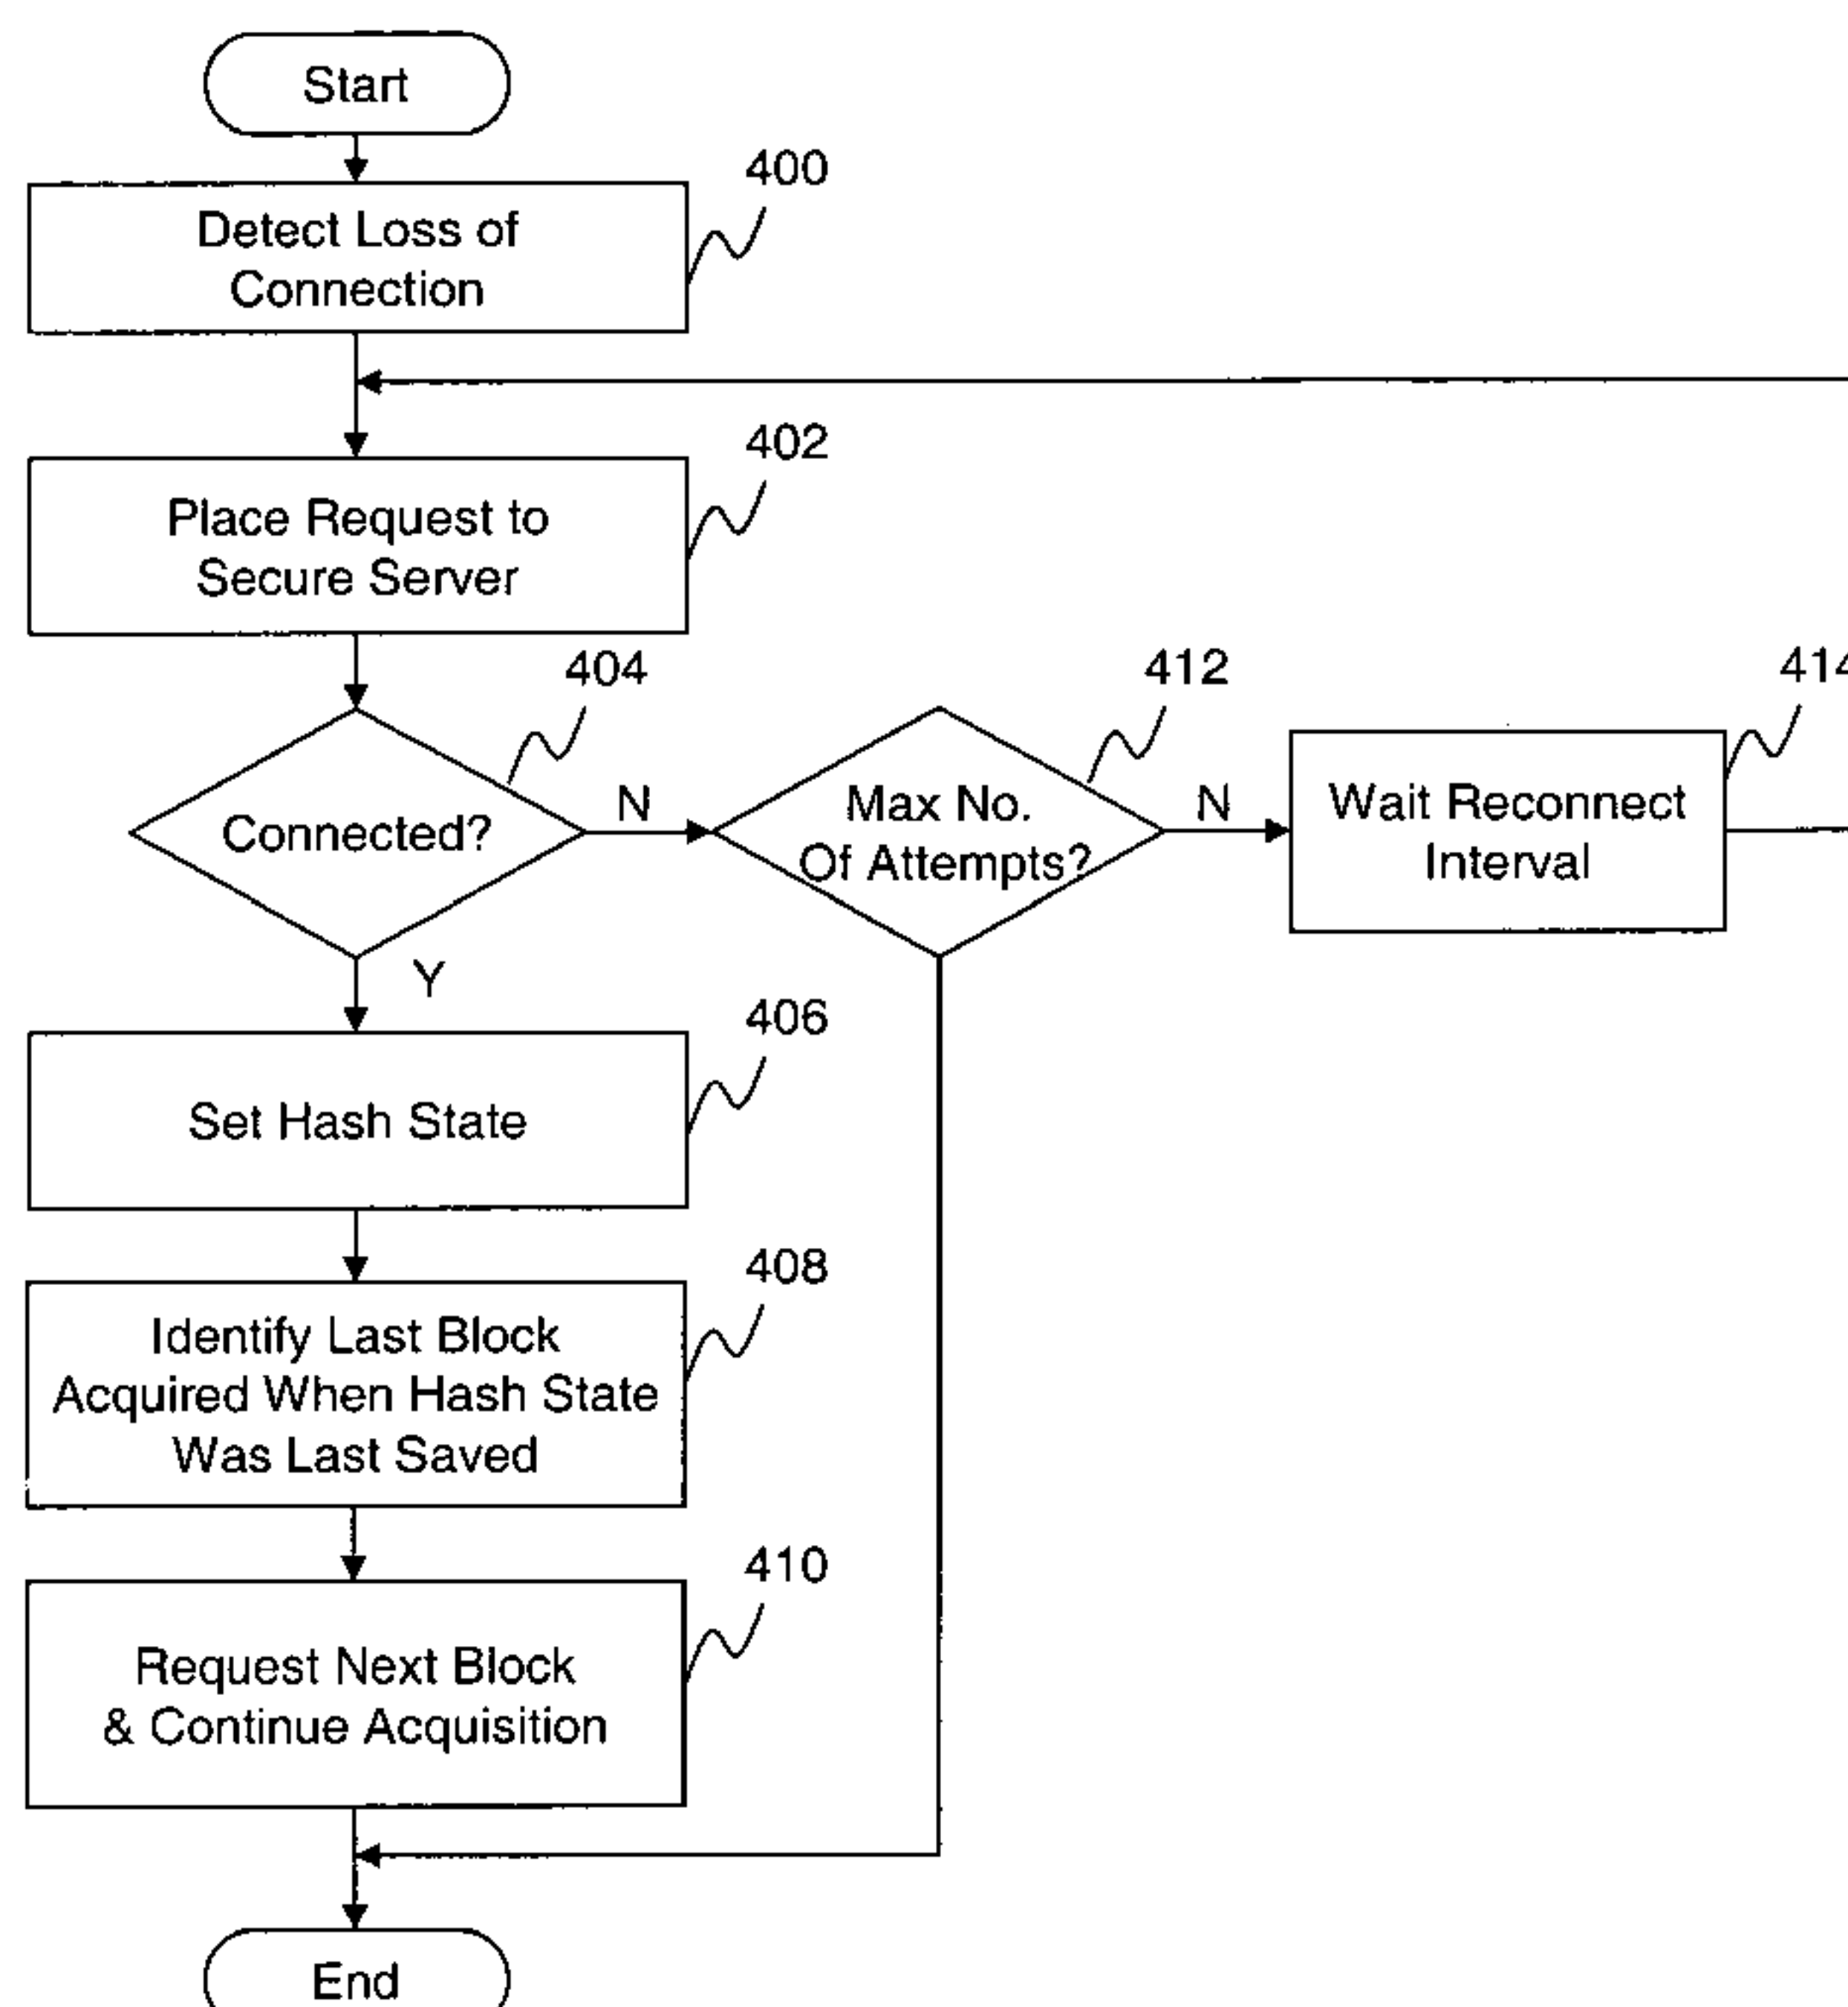 Start
400
Detect Loss of
Connection
402
Place Request to
Secure Server
404
Connected?
N
412
Max No.
Of Attempts?
N
414
Wait Reconnect
Interval
Y
406
Set Hash State
408
Identify Last Block
Acquired When Hash State
Was Last Saved
410
Request Next Block
& Continue Acquisition
End